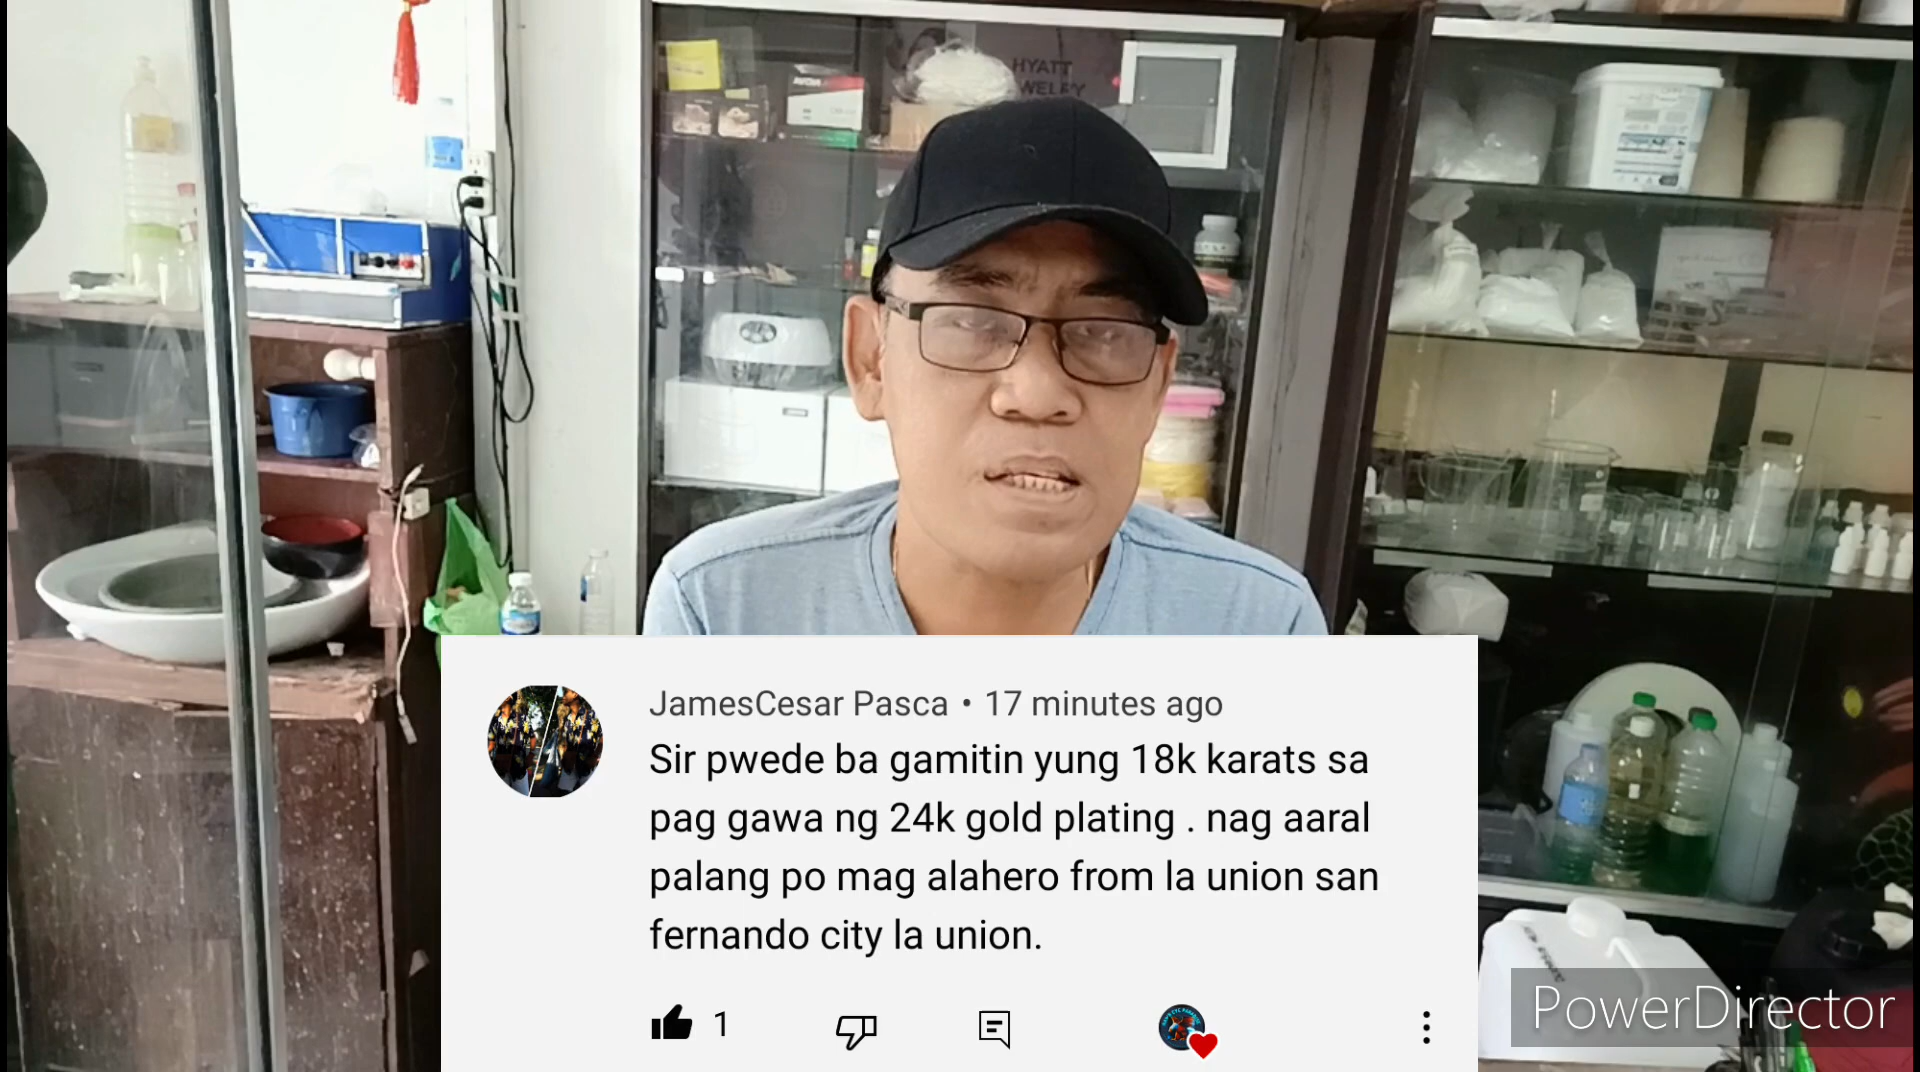 HYATT
JamesCesar Pasca • 17 minutes ago
Sir pwede ba gamitin yung 18k karats sa
pag gawa ng 24k gold plating . nag aaral
palang po mag alahero from la union san
fernando city la union.
1
PowerDirector